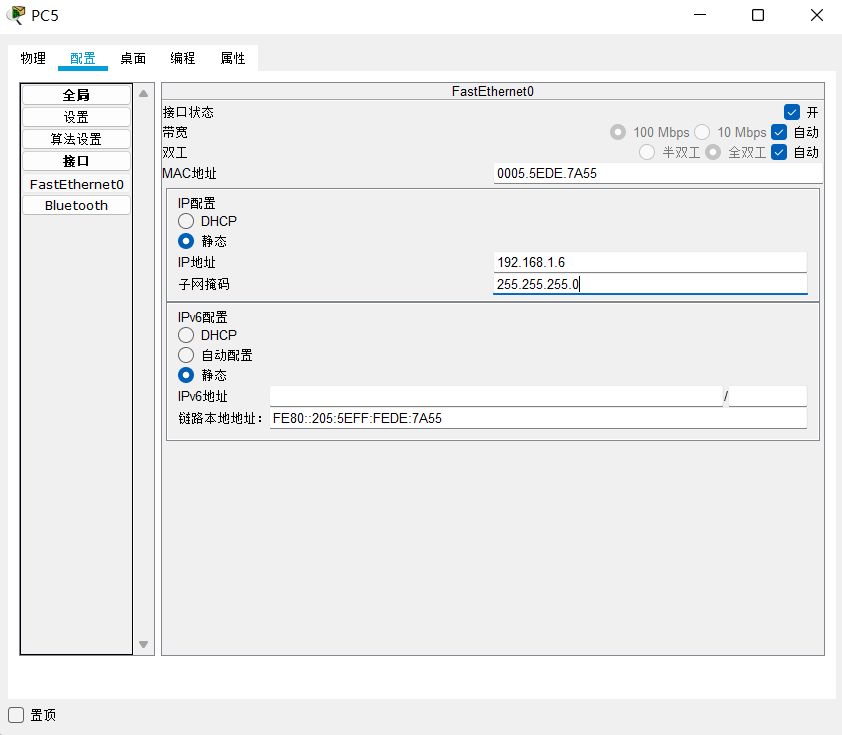 PC5
物理 配置 桌面 编程 属性
全局
设置
算法设置
接口
FastEthernet0
Bluetooth
FastEthernet0
接口状态 开
带宽 100 Mbps 10 Mbps 自动
双工 半双工 全双工 自动
MAC地址 0005.5EDE.7A55
IP配置
DHCP
静态
IP地址 192.168.1.6
子网掩码 255.255.255.0
IPv6配置
DHCP
自动配置
静态
IPv6地址 /
链路本地地址: FE80::205:5EFF:FEDE:7A55
置顶